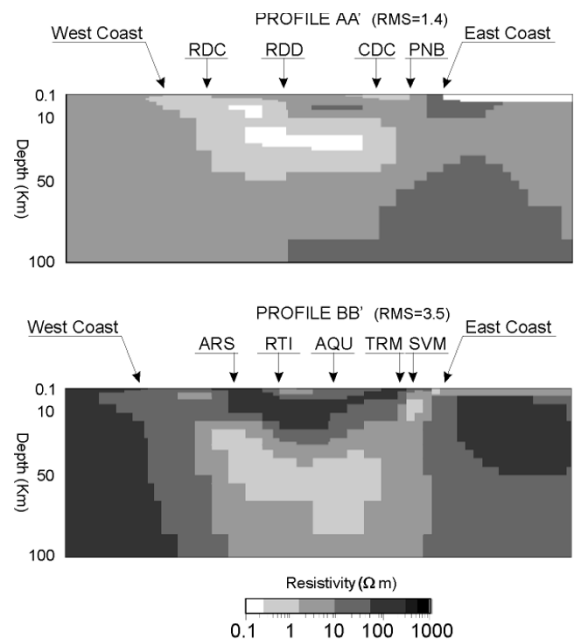 PROFILE AA' (RMS=1.4)
West Coast
East Coast
RDC RDD CDC PNB
0.1
10
50
100
Depth (Km)
PROFILE BB' (RMS=3.5)
West Coast
East Coast
ARS RTI AQU TRM SVM
0.1
10
50
100
Depth (Km)
Resistivity (Ω m)
0.1 1 10 100 1000